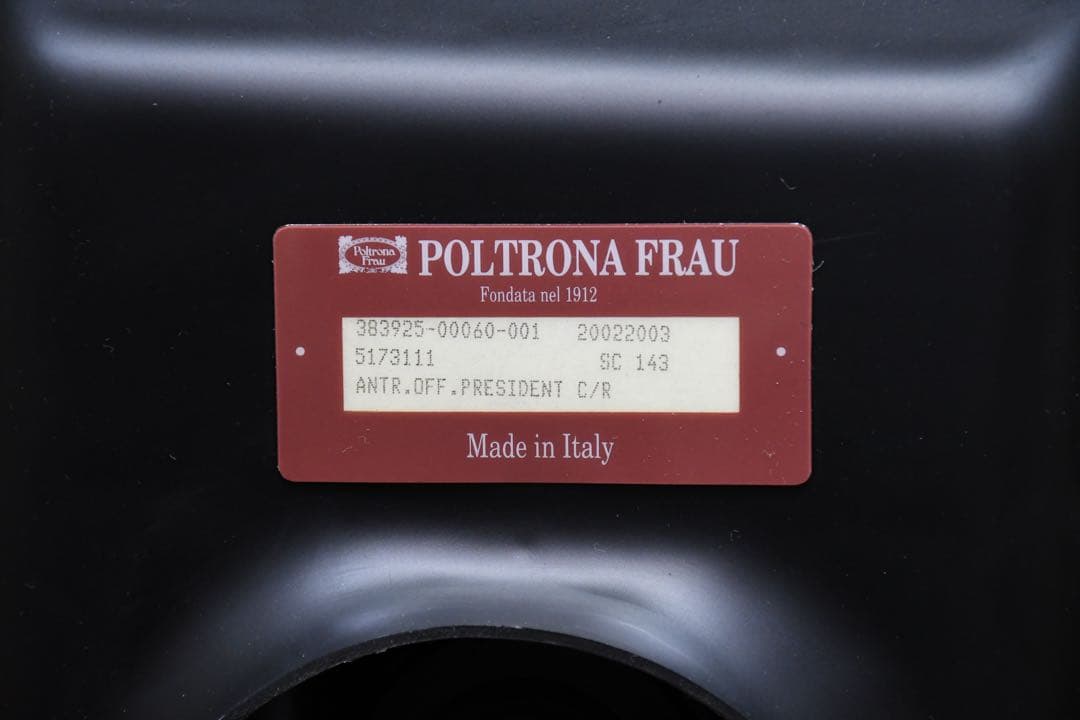 Poltrona
Frau
POLTRONA FRAU
Fondata nel 1912
383925-00060-001 20022003
5173111 SC 143
ANTR.OFF.PRESIDENT C/R
Made in Italy